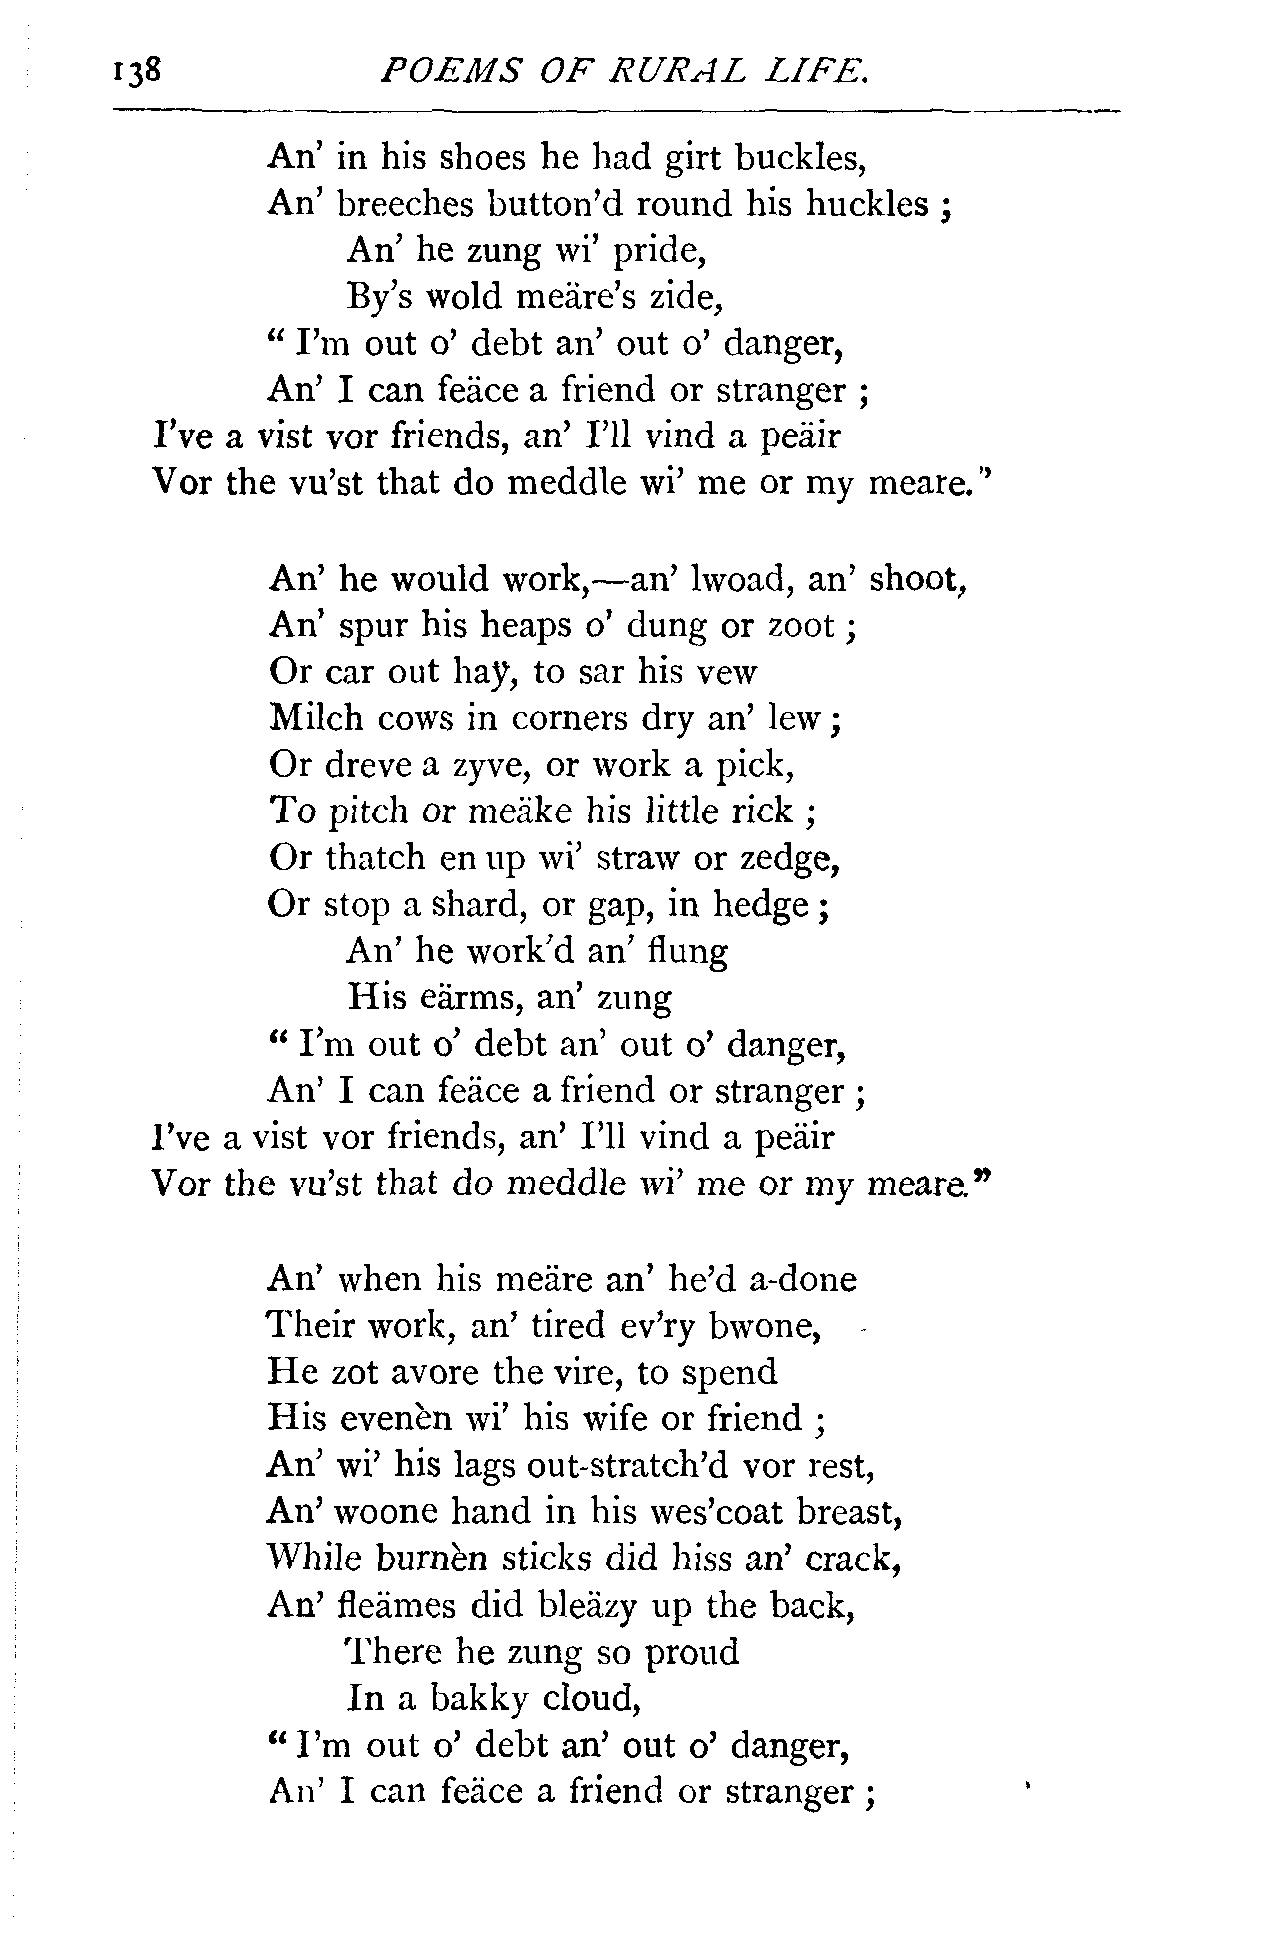 138 POEMS OF RURAL LIFE.
An' in his shoes he had girt buckles,
An' breeches button'd round his huckles ;
An' he zung wi' pride,
By's wold meäre's zide,
“ I'm out o' debt an' out o' danger,
An' I can feäce a friend or stranger ;
I've a vist vor friends, an' I'll vind a peäir
Vor the vu'st that do meddle wi' me or my meare.”
An' he would work,—an' lwoad, an' shoot,
An' spur his heaps o' dung or zoot ;
Or car out haÿ, to sar his vew
Milch cows in corners dry an' lew ;
Or dreve a zyve, or work a pick,
To pitch or meäke his little rick ;
Or thatch en up wi' straw or zedge,
Or stop a shard, or gap, in hedge ;
An' he work'd an' flung
His eärms, an' zung
“ I'm out o' debt an' out o' danger,
An' I can feäce a friend or stranger ;
I've a vist vor friends, an' I'll vind a peäir
Vor the vu'st that do meddle wi' me or my meare.”
An' when his meäre an' he'd a-done
Their work, an' tired ev'ry bwone,
He zot avore the vire, to spend
His evenèn wi' his wife or friend ;
An' wi' his lags out-stratch'd vor rest,
An' woone hand in his wes'coat breast,
While burnèn sticks did hiss an' crack,
An' fleämes did bleäzy up the back,
There he zung so proud
In a bakky cloud,
“ I'm out o' debt an' out o' danger,
An' I can feäce a friend or stranger ;